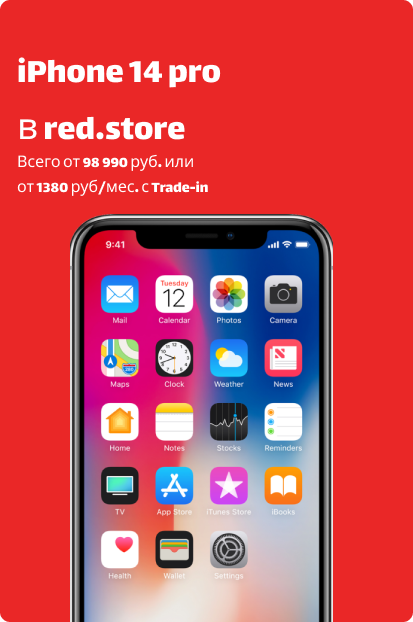 iPhone 14 pro
В red.store
Всего от 98 990 руб. или
от 1380 руб/мес. с Trade-in
9:41
Tuesday
12
Mail Calendar Photos Camera
Maps Clock Weather News
Home Notes Stocks Reminders
tv
TV App Store iTunes Store iBooks
Health Wallet Settings